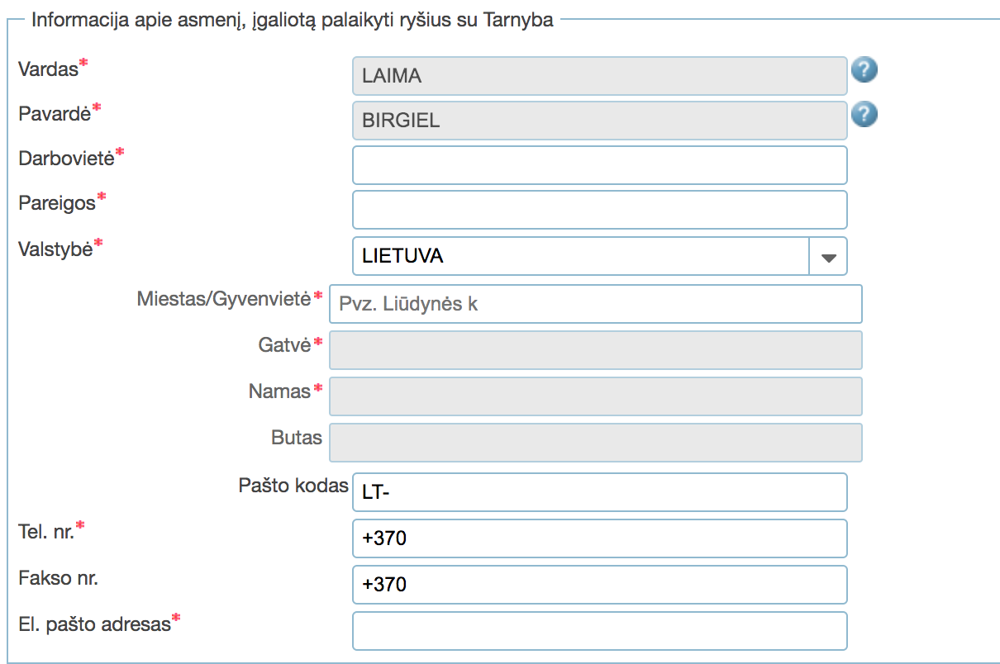 Informacija apie asmenį, įgaliotą palaikyti ryšius su Tarnyba
Vardas* LAIMA ?
Pavardė* BIRGIEL ?
Darbovietė*
Pareigos*
Valstybė* LIETUVA
Miestas/Gyvenvietė* Pvz. Liūdynės k
Gatvė*
Namas*
Butas
Pašto kodas LT-
Tel. nr.* +370
Fakso nr. +370
El. pašto adresas*